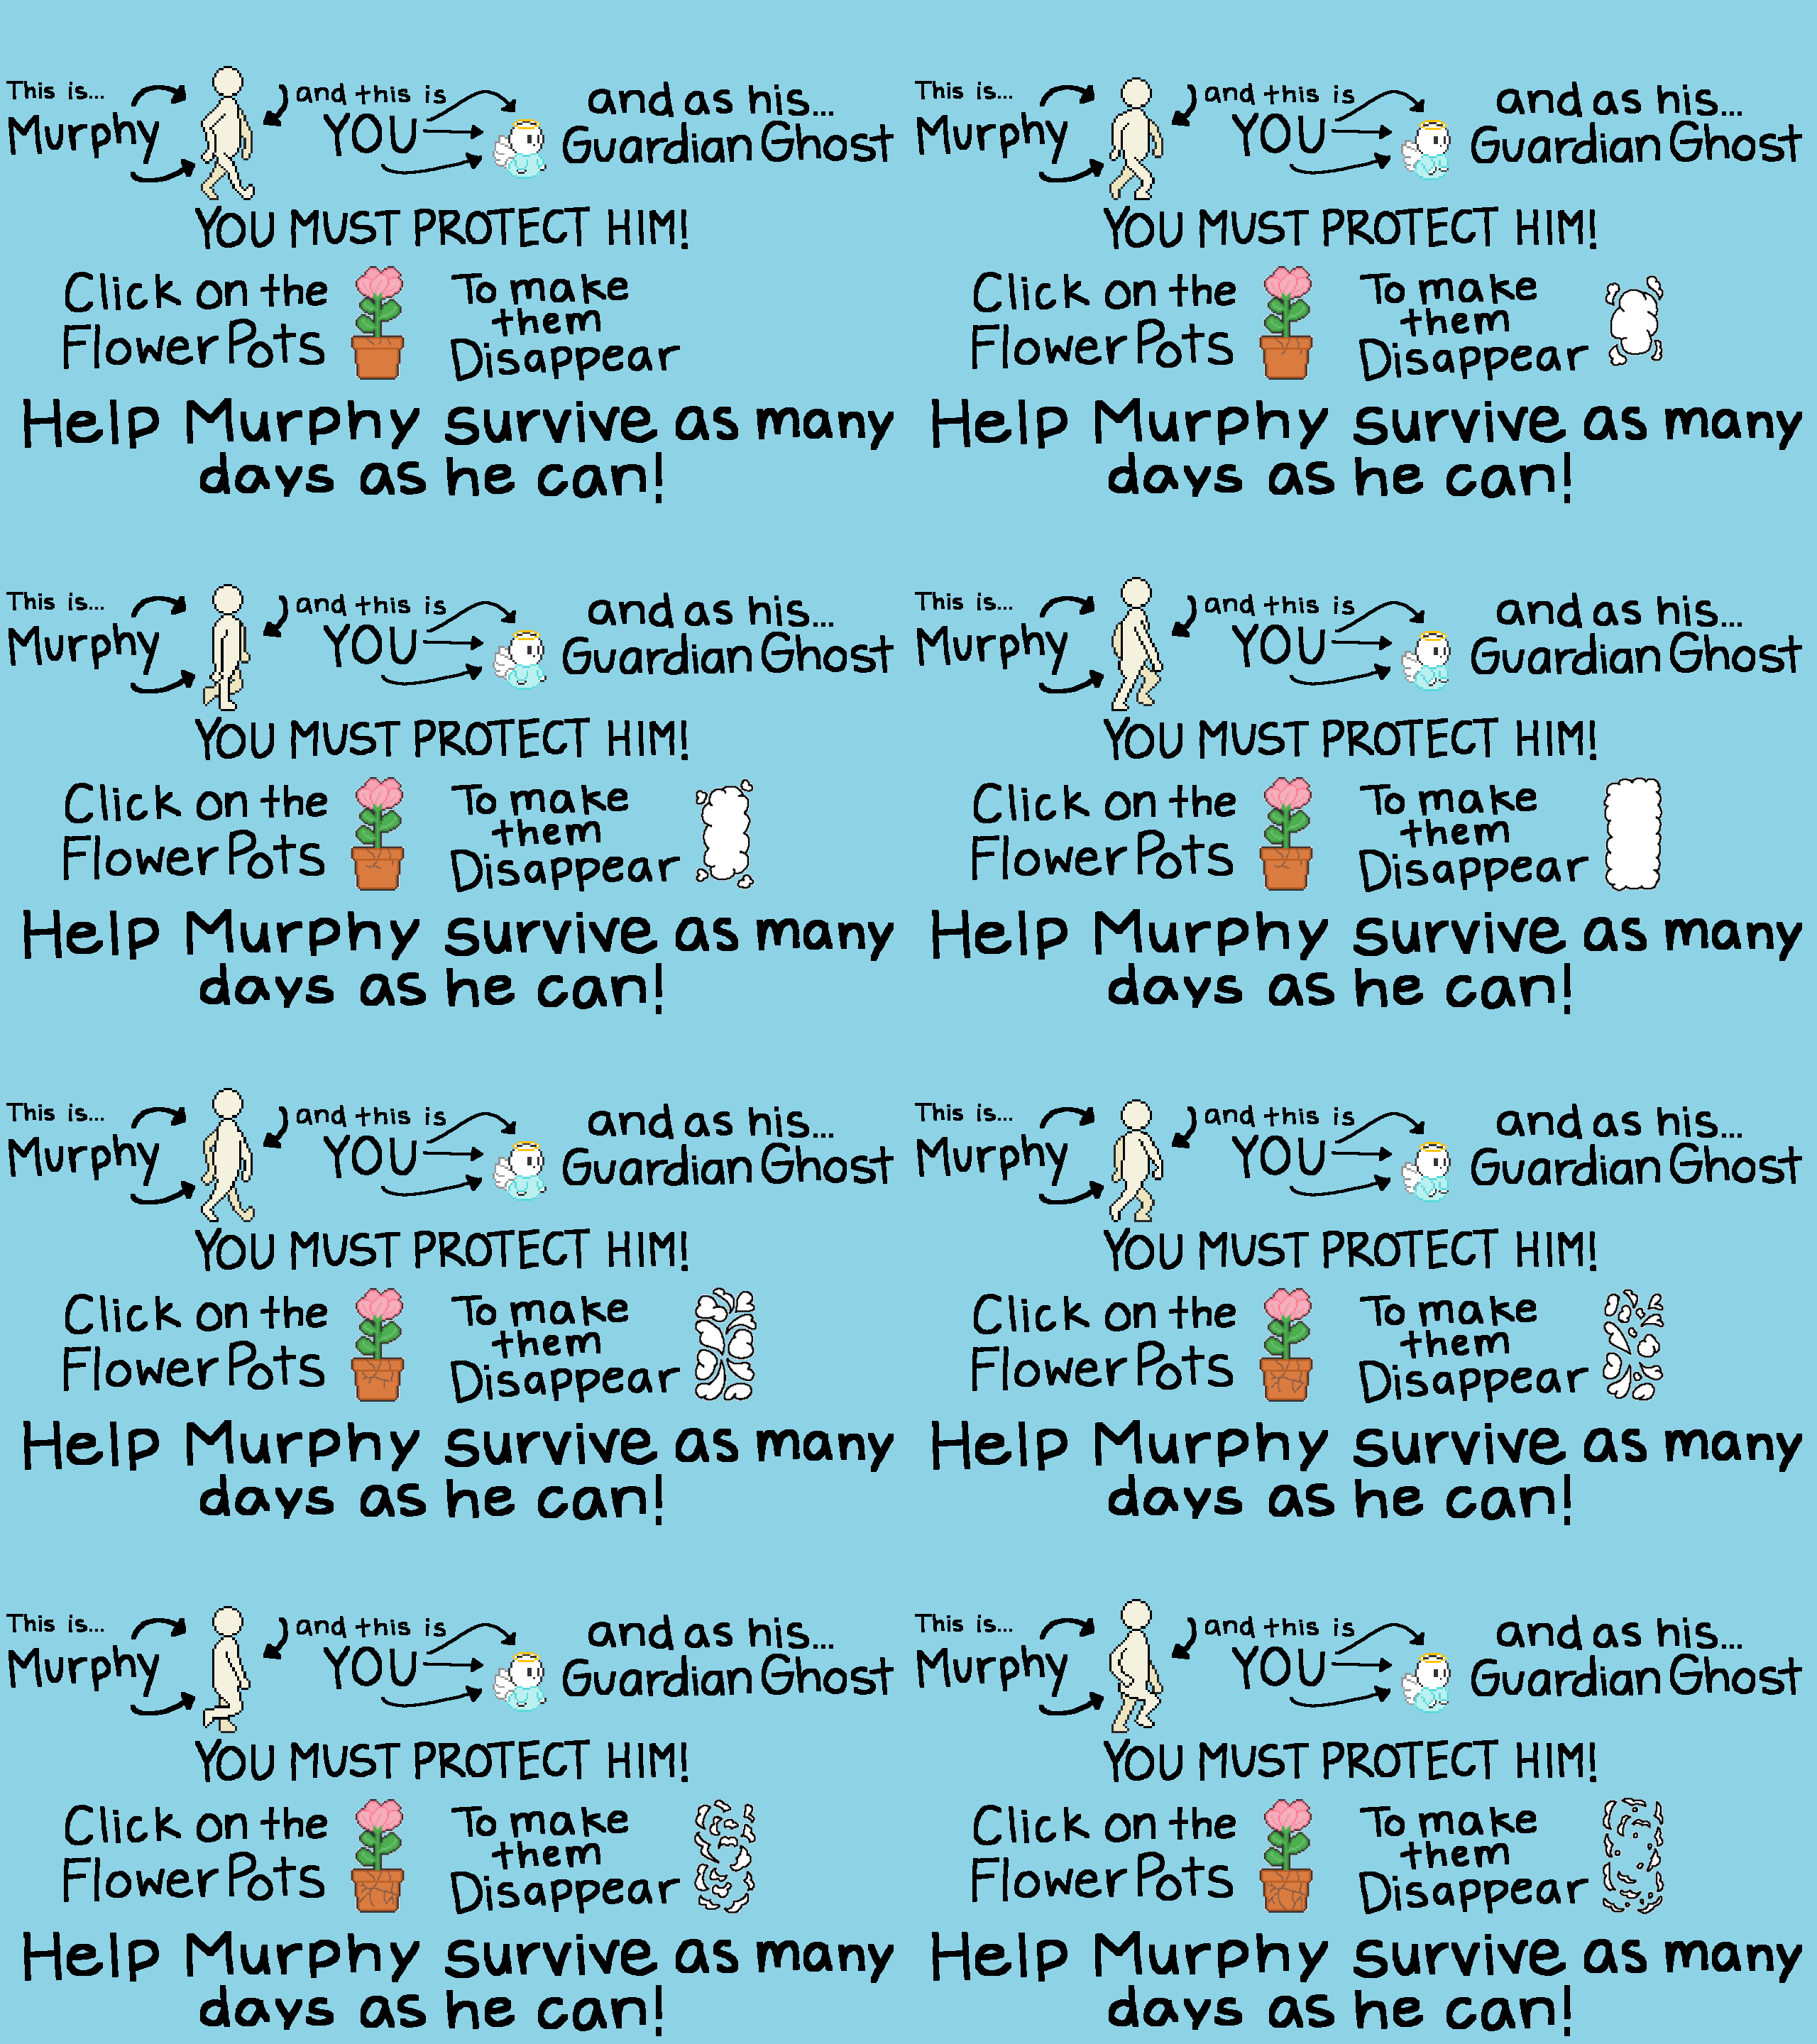 This is...
Murphy
and this is
YOU
and as his...
Guardian Ghost
YOU MUST PROTECT HIM!
Click on the
Flower Pots
To make
them
Disappear
Help Murphy survive as many
days as he can!
This is...
Murphy
and this is
YOU
and as his...
Guardian Ghost
YOU MUST PROTECT HIM!
Click on the
Flower Pots
To make
them
Disappear
Help Murphy survive as many
days as he can!
This is...
Murphy
and this is
YOU
and as his...
Guardian Ghost
YOU MUST PROTECT HIM!
Click on the
Flower Pots
To make
them
Disappear
Help Murphy survive as many
days as he can!
This is...
Murphy
and this is
YOU
and as his...
Guardian Ghost
YOU MUST PROTECT HIM!
Click on the
Flower Pots
To make
them
Disappear
Help Murphy survive as many
days as he can!
This is...
Murphy
and this is
YOU
and as his...
Guardian Ghost
YOU MUST PROTECT HIM!
Click on the
Flower Pots
To make
them
Disappear
Help Murphy survive as many
days as he can!
This is...
Murphy
and this is
YOU
and as his...
Guardian Ghost
YOU MUST PROTECT HIM!
Click on the
Flower Pots
To make
them
Disappear
Help Murphy survive as many
days as he can!
This is...
Murphy
and this is
YOU
and as his...
Guardian Ghost
YOU MUST PROTECT HIM!
Click on the
Flower Pots
To make
them
Disappear
Help Murphy survive as many
days as he can!
This is...
Murphy
and this is
YOU
and as his...
Guardian Ghost
YOU MUST PROTECT HIM!
Click on the
Flower Pots
To make
them
Disappear
Help Murphy survive as many
days as he can!